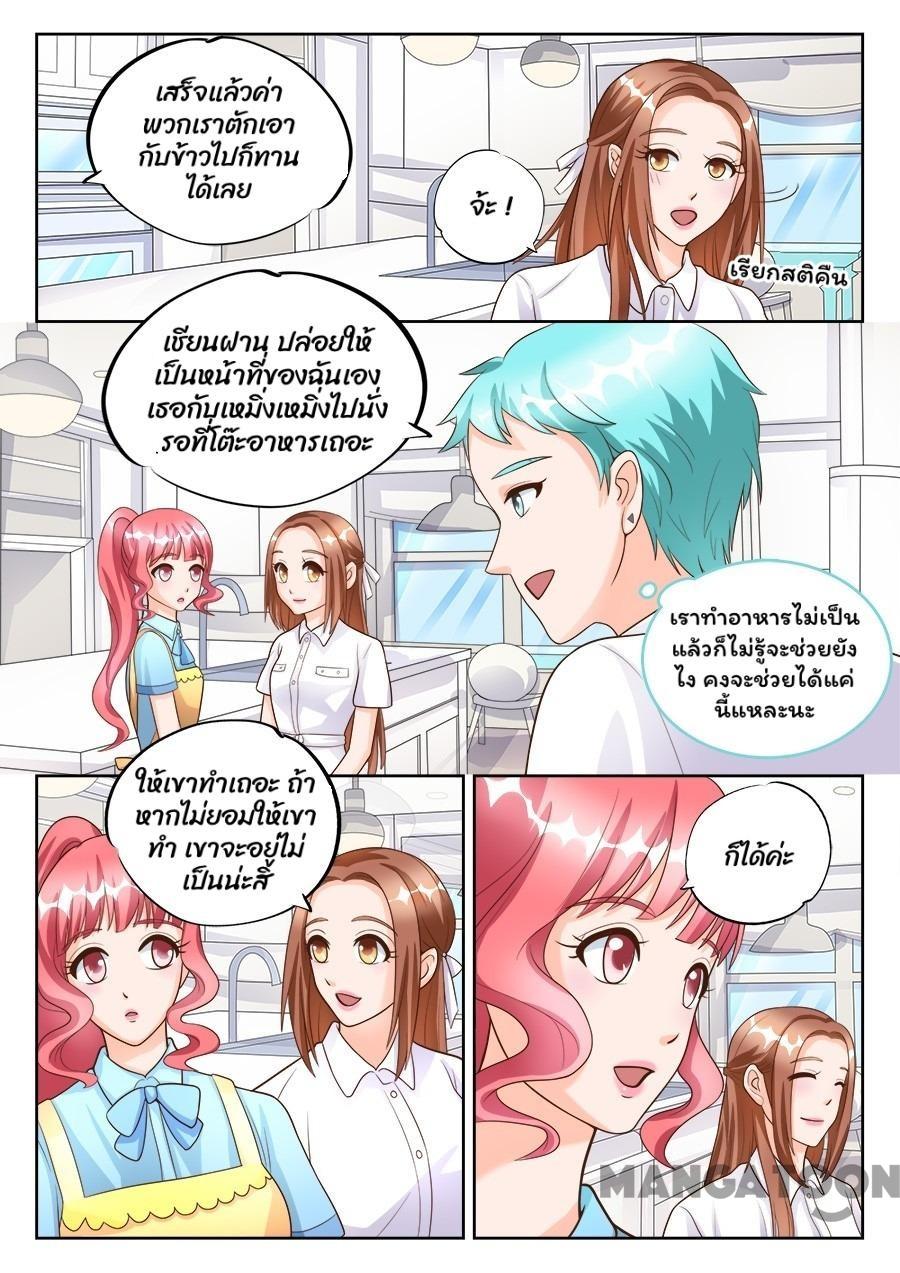 เสร็จแล้วค่า
พวกเราตักเอา
กับข้าวไปก็ทาน
ได้เลย
จ้ะ !
เรียกสติคืน
เชียนฝาน ปล่อยให้
เป็นหน้าที่ของฉันเอง
เธอกับเหมิ่งเหมิ่งไปนั่ง
รอที่โต๊ะอาหารเถอะ
เราทำอาหารไม่เป็น
แล้วก็ไม่รู้จะช่วยยัง
ไง คงจะช่วยได้แค่
นี้แหละนะ
ให้เขาทำเถอะ ถ้า
หากไม่ยอมให้เขา
ทำ เขาจะอยู่ไม่
เป็นน่ะสิ้
ก็ได้ค่ะ
MANGATOON